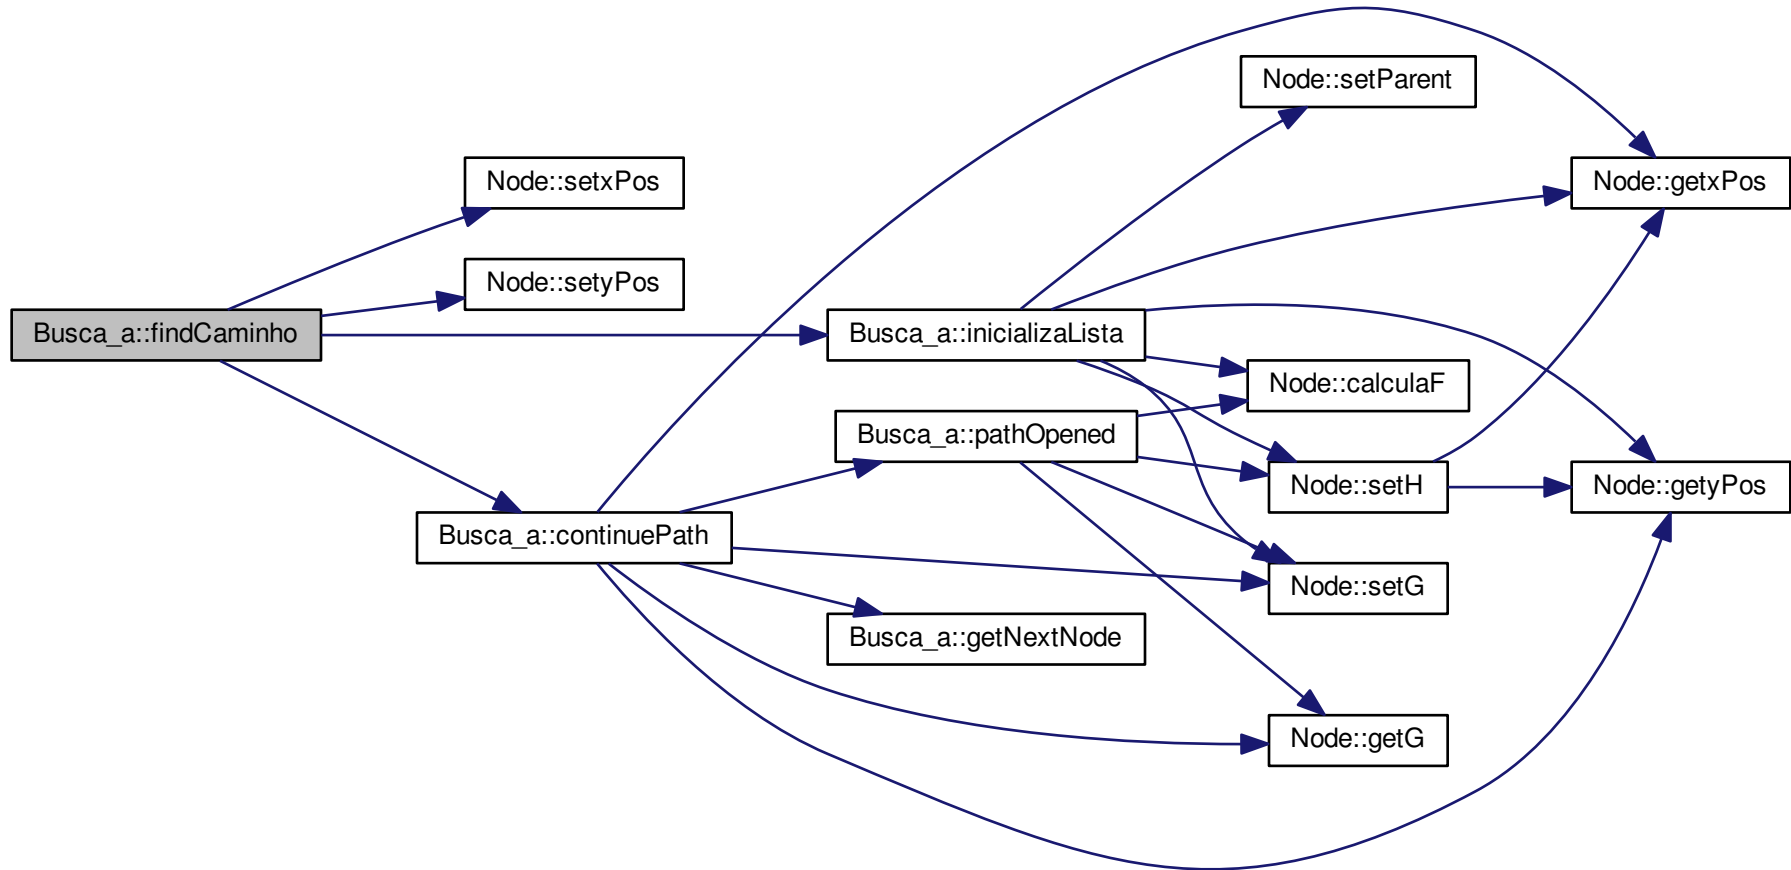 Node::setParent
Node::setxPos
Node::getxPos
Node::setyPos
Busca_a::findCaminho
Busca_a::inicializaLista
Node::calculaF
Busca_a::pathOpened
Node::setH
Node::getyPos
Busca_a::continuePath
Node::setG
Busca_a::getNextNode
Node::getG